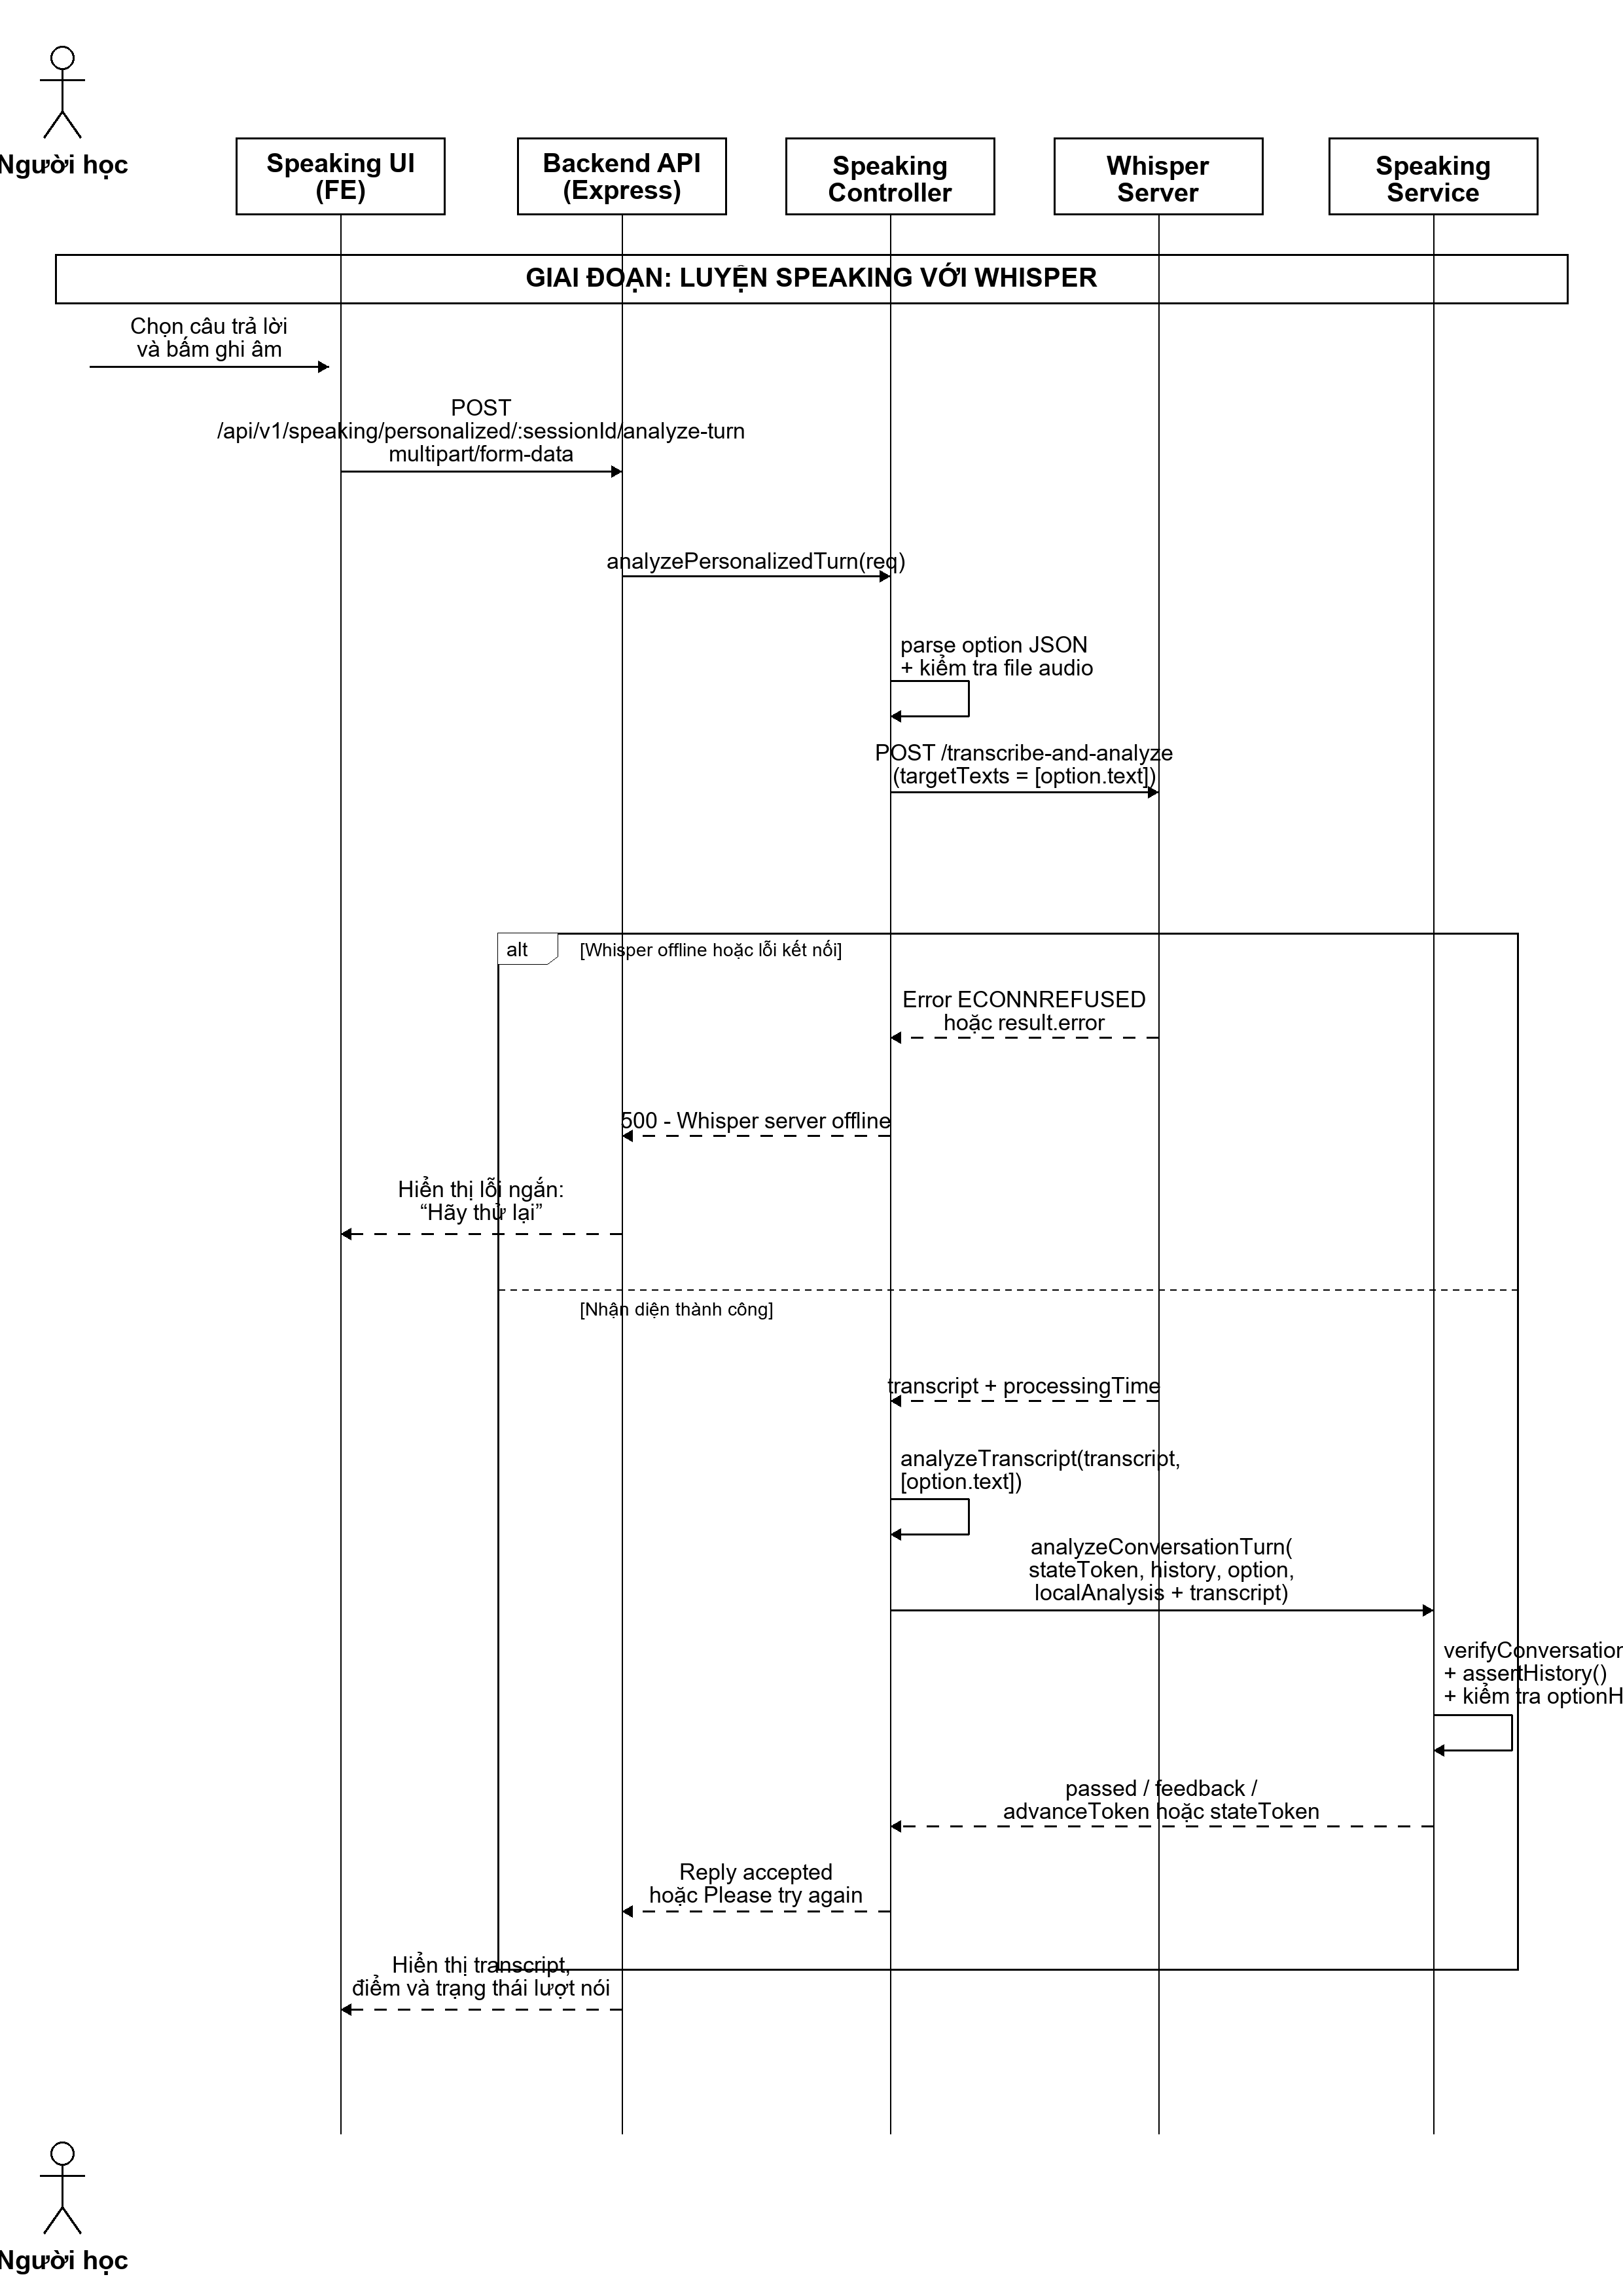 Người học
Speaking UI
(FE)
Backend API
(Express)
Speaking
Controller
Whisper
Server
Speaking
Service
GIAI ĐOẠN: LUYỆN SPEAKING VỚI WHISPER
Chọn câu trả lời
và bấm ghi âm
POST
/api/v1/speaking/personalized/:sessionId/analyze-turn
multipart/form-data
analyzePersonalizedTurn(req)
parse option JSON
+ kiểm tra file audio
POST /transcribe-and-analyze
(targetTexts = [option.text])
alt
[Whisper offline hoặc lỗi kết nối]
Error ECONNREFUSED
hoặc result.error
500 - Whisper server offline
Hiển thị lỗi ngắn:
“Hãy thử lại”
[Nhận diện thành công]
transcript + processingTime
analyzeTranscript(transcript,
[option.text])
analyzeConversationTurn(
stateToken, history, option,
localAnalysis + transcript)
verifyConversation
+ assertHistory()
+ kiểm tra optionH
passed / feedback /
advanceToken hoặc stateToken
Reply accepted
hoặc Please try again
Hiển thị transcript,
điểm và trạng thái lượt nói
Người học